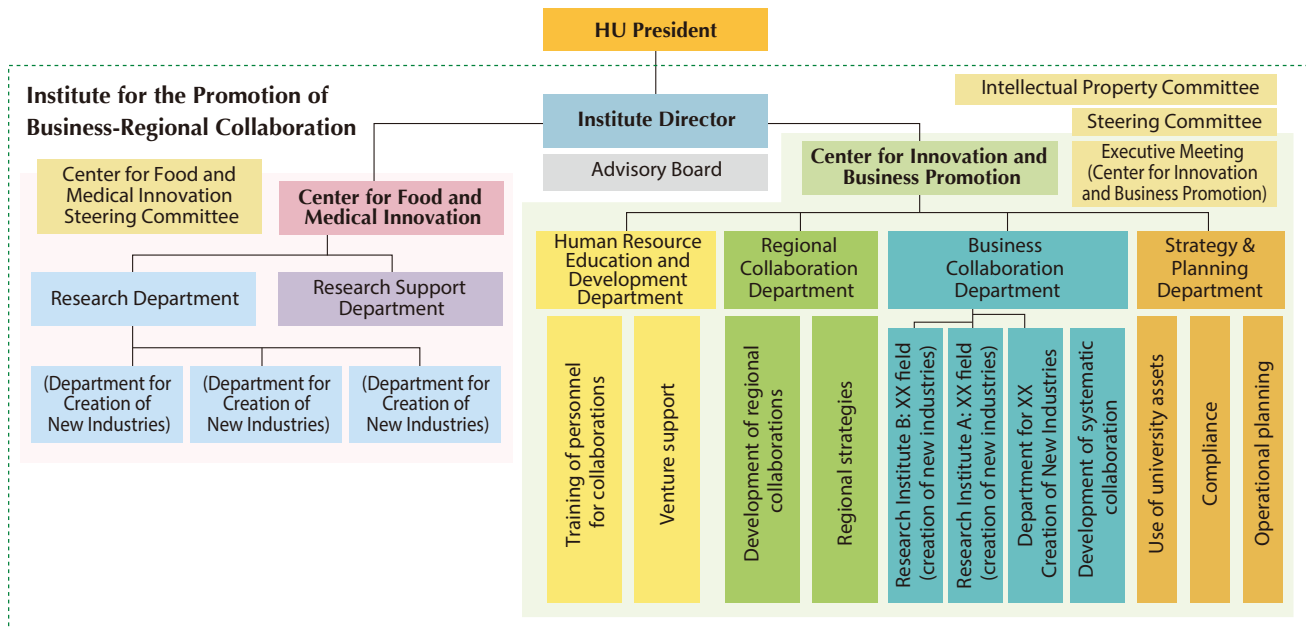 HU President
Institute for the Promotion of
Business-Regional Collaboration
Institute Director
Advisory Board
Intellectual Property Committee
Steering Committee
Executive Meeting
(Center for Innovation
and Business Promotion)
Center for Innovation and
Business Promotion
Center for Food and
Medical Innovation
Steering Committee
Center for Food and
Medical Innovation
Research Department
Research Support
Department
(Department for
Creation of
New Industries)
(Department for
Creation of
New Industries)
(Department for
Creation of
New Industries)
Human Resource
Education and
Development
Department
Regional
Collaboration
Department
Business
Collaboration
Department
Strategy &
Planning
Department
Training of personnel
for collaborations
Venture support
Development of regional
collaborations
Regional strategies
Research Institute B: XX field
(creation of new industries)
Research Institute A: XX field
(creation of new industries)
Department for XX
Creation of New Industries
Development of systematic
collaboration
Use of university assets
Compliance
Operational planning